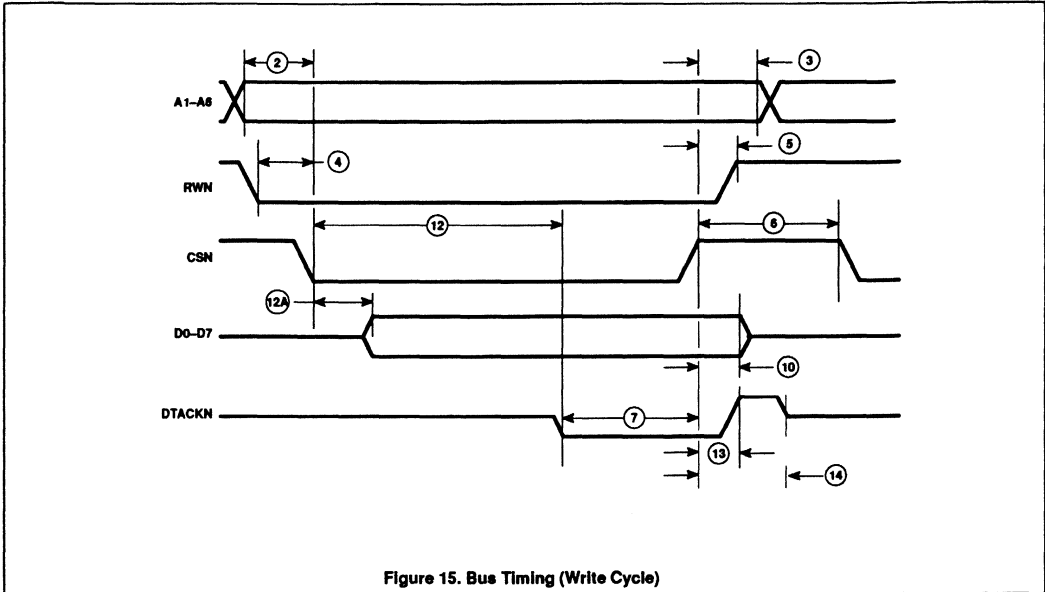 2
3
A1–A6
5
4
RWN
12
6
CSN
12A
D0–D7
10
DTACKN
7
13
14
Figure 15. Bus Timing (Write Cycle)